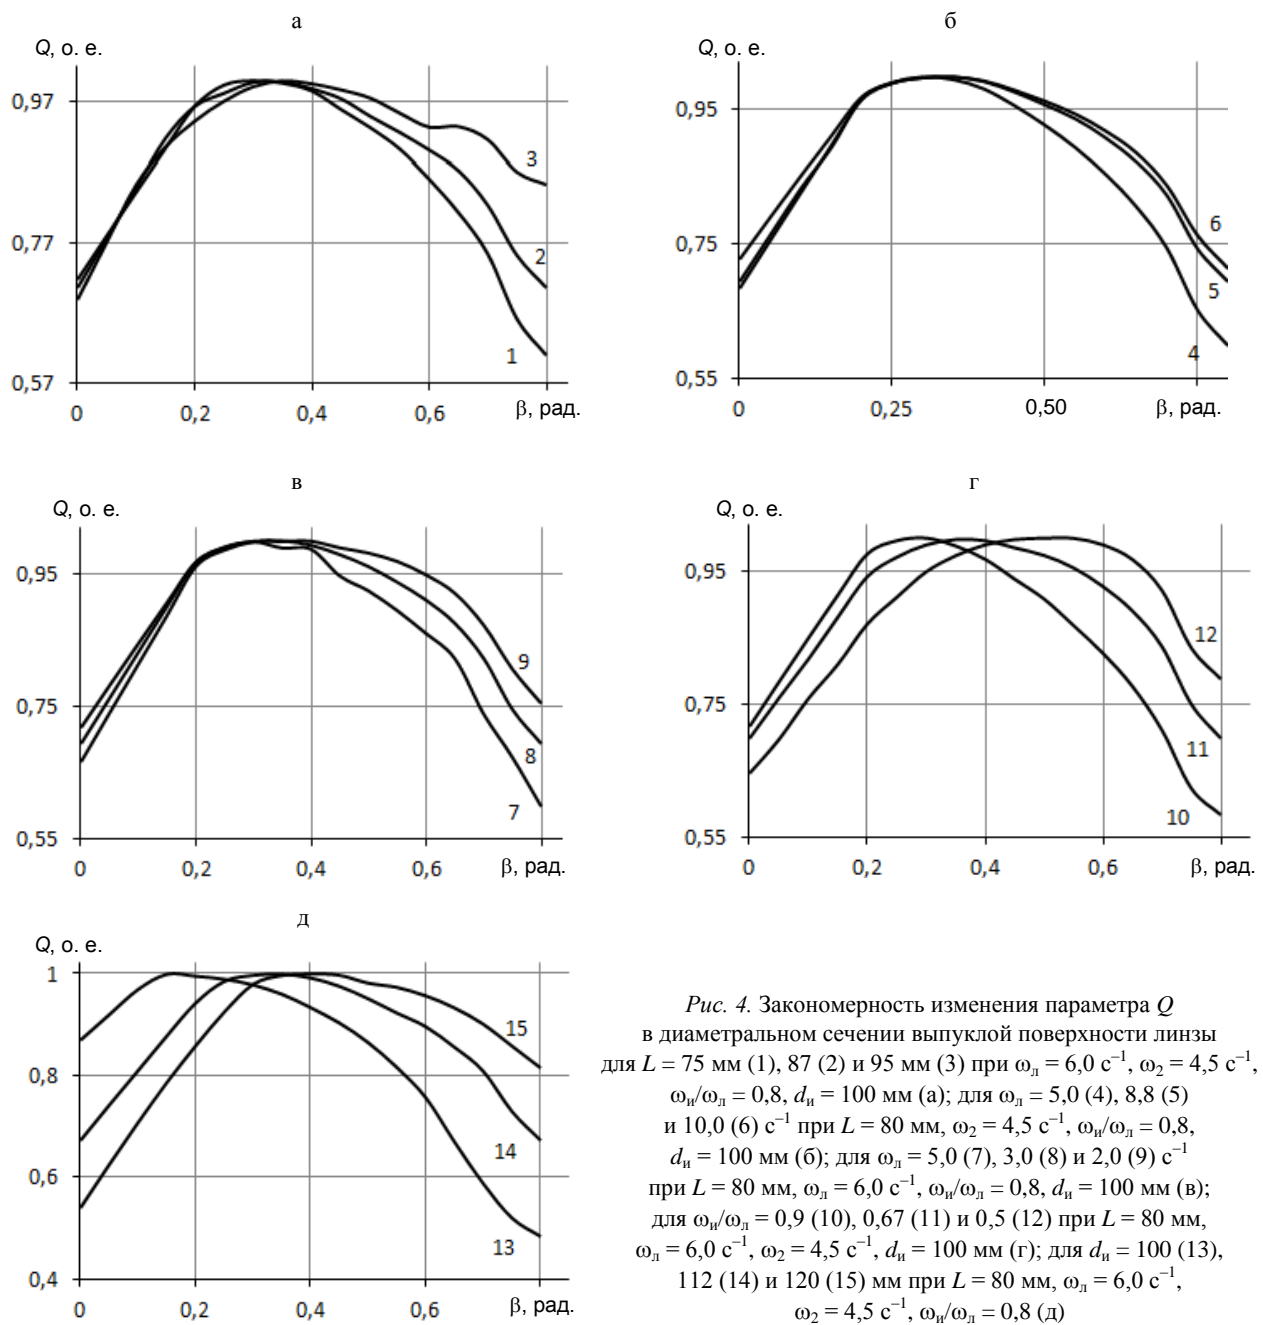 а
Q, о. е.
0,97
0,77
0,57
0
0,2
0,4
0,6
β, рад.
3
2
1
б
Q, о. е.
0,95
0,75
0,55
0
0,25
0,50
β, рад.
6
5
4
в
Q, о. е.
0,95
0,75
0,55
0
0,2
0,4
0,6
β, рад.
9
8
7
г
Q, о. е.
0,95
0,75
0,55
0
0,2
0,4
0,6
β, рад.
12
11
10
д
Q, о. е.
1
0,8
0,6
0,4
0
0,2
0,4
0,6
β, рад.
15
14
13
Рис. 4. Закономерность изменения параметра Q
в диаметральном сечении выпуклой поверхности линзы
для L = 75 мм (1), 87 (2) и 95 мм (3) при ωл = 6,0 с–1, ω2 = 4,5 с–1,
ωи/ωл = 0,8, dи = 100 мм (а); для ωл = 5,0 (4), 8,8 (5)
и 10,0 (6) с–1 при L = 80 мм, ω2 = 4,5 с–1, ωи/ωл = 0,8,
dи = 100 мм (б); для ωл = 5,0 (7), 3,0 (8) и 2,0 (9) с–1
при L = 80 мм, ωл = 6,0 с–1, ωи/ωл = 0,8, dи = 100 мм (в);
для ωи/ωл = 0,9 (10), 0,67 (11) и 0,5 (12) при L = 80 мм,
ωл = 6,0 с–1, ω2 = 4,5 с–1, dи = 100 мм (г); для dи = 100 (13),
112 (14) и 120 (15) мм при L = 80 мм, ωл = 6,0 с–1,
ω2 = 4,5 с–1, ωи/ωл = 0,8 (д)